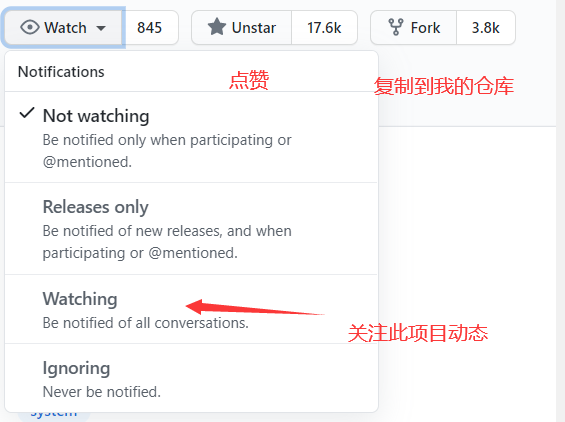 Watch 845 Unstar 17.6k Fork 3.8k
Notifications
点赞
复制到我的仓库
Not watching
Be notified only when participating or
@mentioned.
Releases only
Be notified of new releases, and when
participating or @mentioned.
Watching
Be notified of all conversations.
关注此项目动态
Ignoring
Never be notified.
system